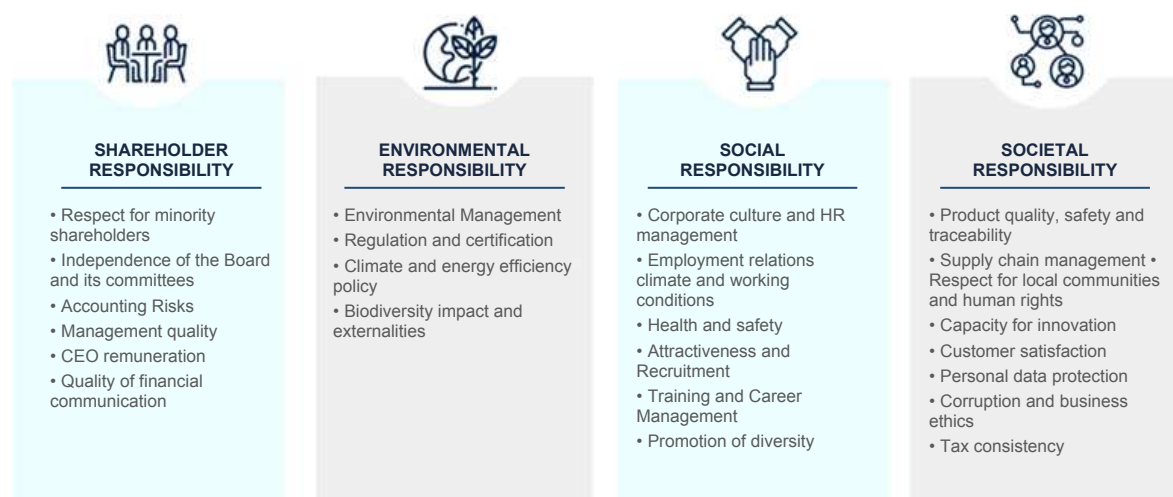 SHAREHOLDER
RESPONSIBILITY
• Respect for minority
shareholders
• Independence of the Board
and its committees
• Accounting Risks
• Management quality
• CEO remuneration
• Quality of financial
communication
ENVIRONMENTAL
RESPONSIBILITY
• Environmental Management
• Regulation and certification
• Climate and energy efficiency
policy
• Biodiversity impact and
externalities
SOCIAL
RESPONSIBILITY
• Corporate culture and HR
management
• Employment relations
climate and working
conditions
• Health and safety
• Attractiveness and
Recruitment
• Training and Career
Management
• Promotion of diversity
SOCIETAL
RESPONSIBILITY
• Product quality, safety and
traceability
• Supply chain management •
Respect for local communities
and human rights
• Capacity for innovation
• Customer satisfaction
• Personal data protection
• Corruption and business
ethics
• Tax consistency